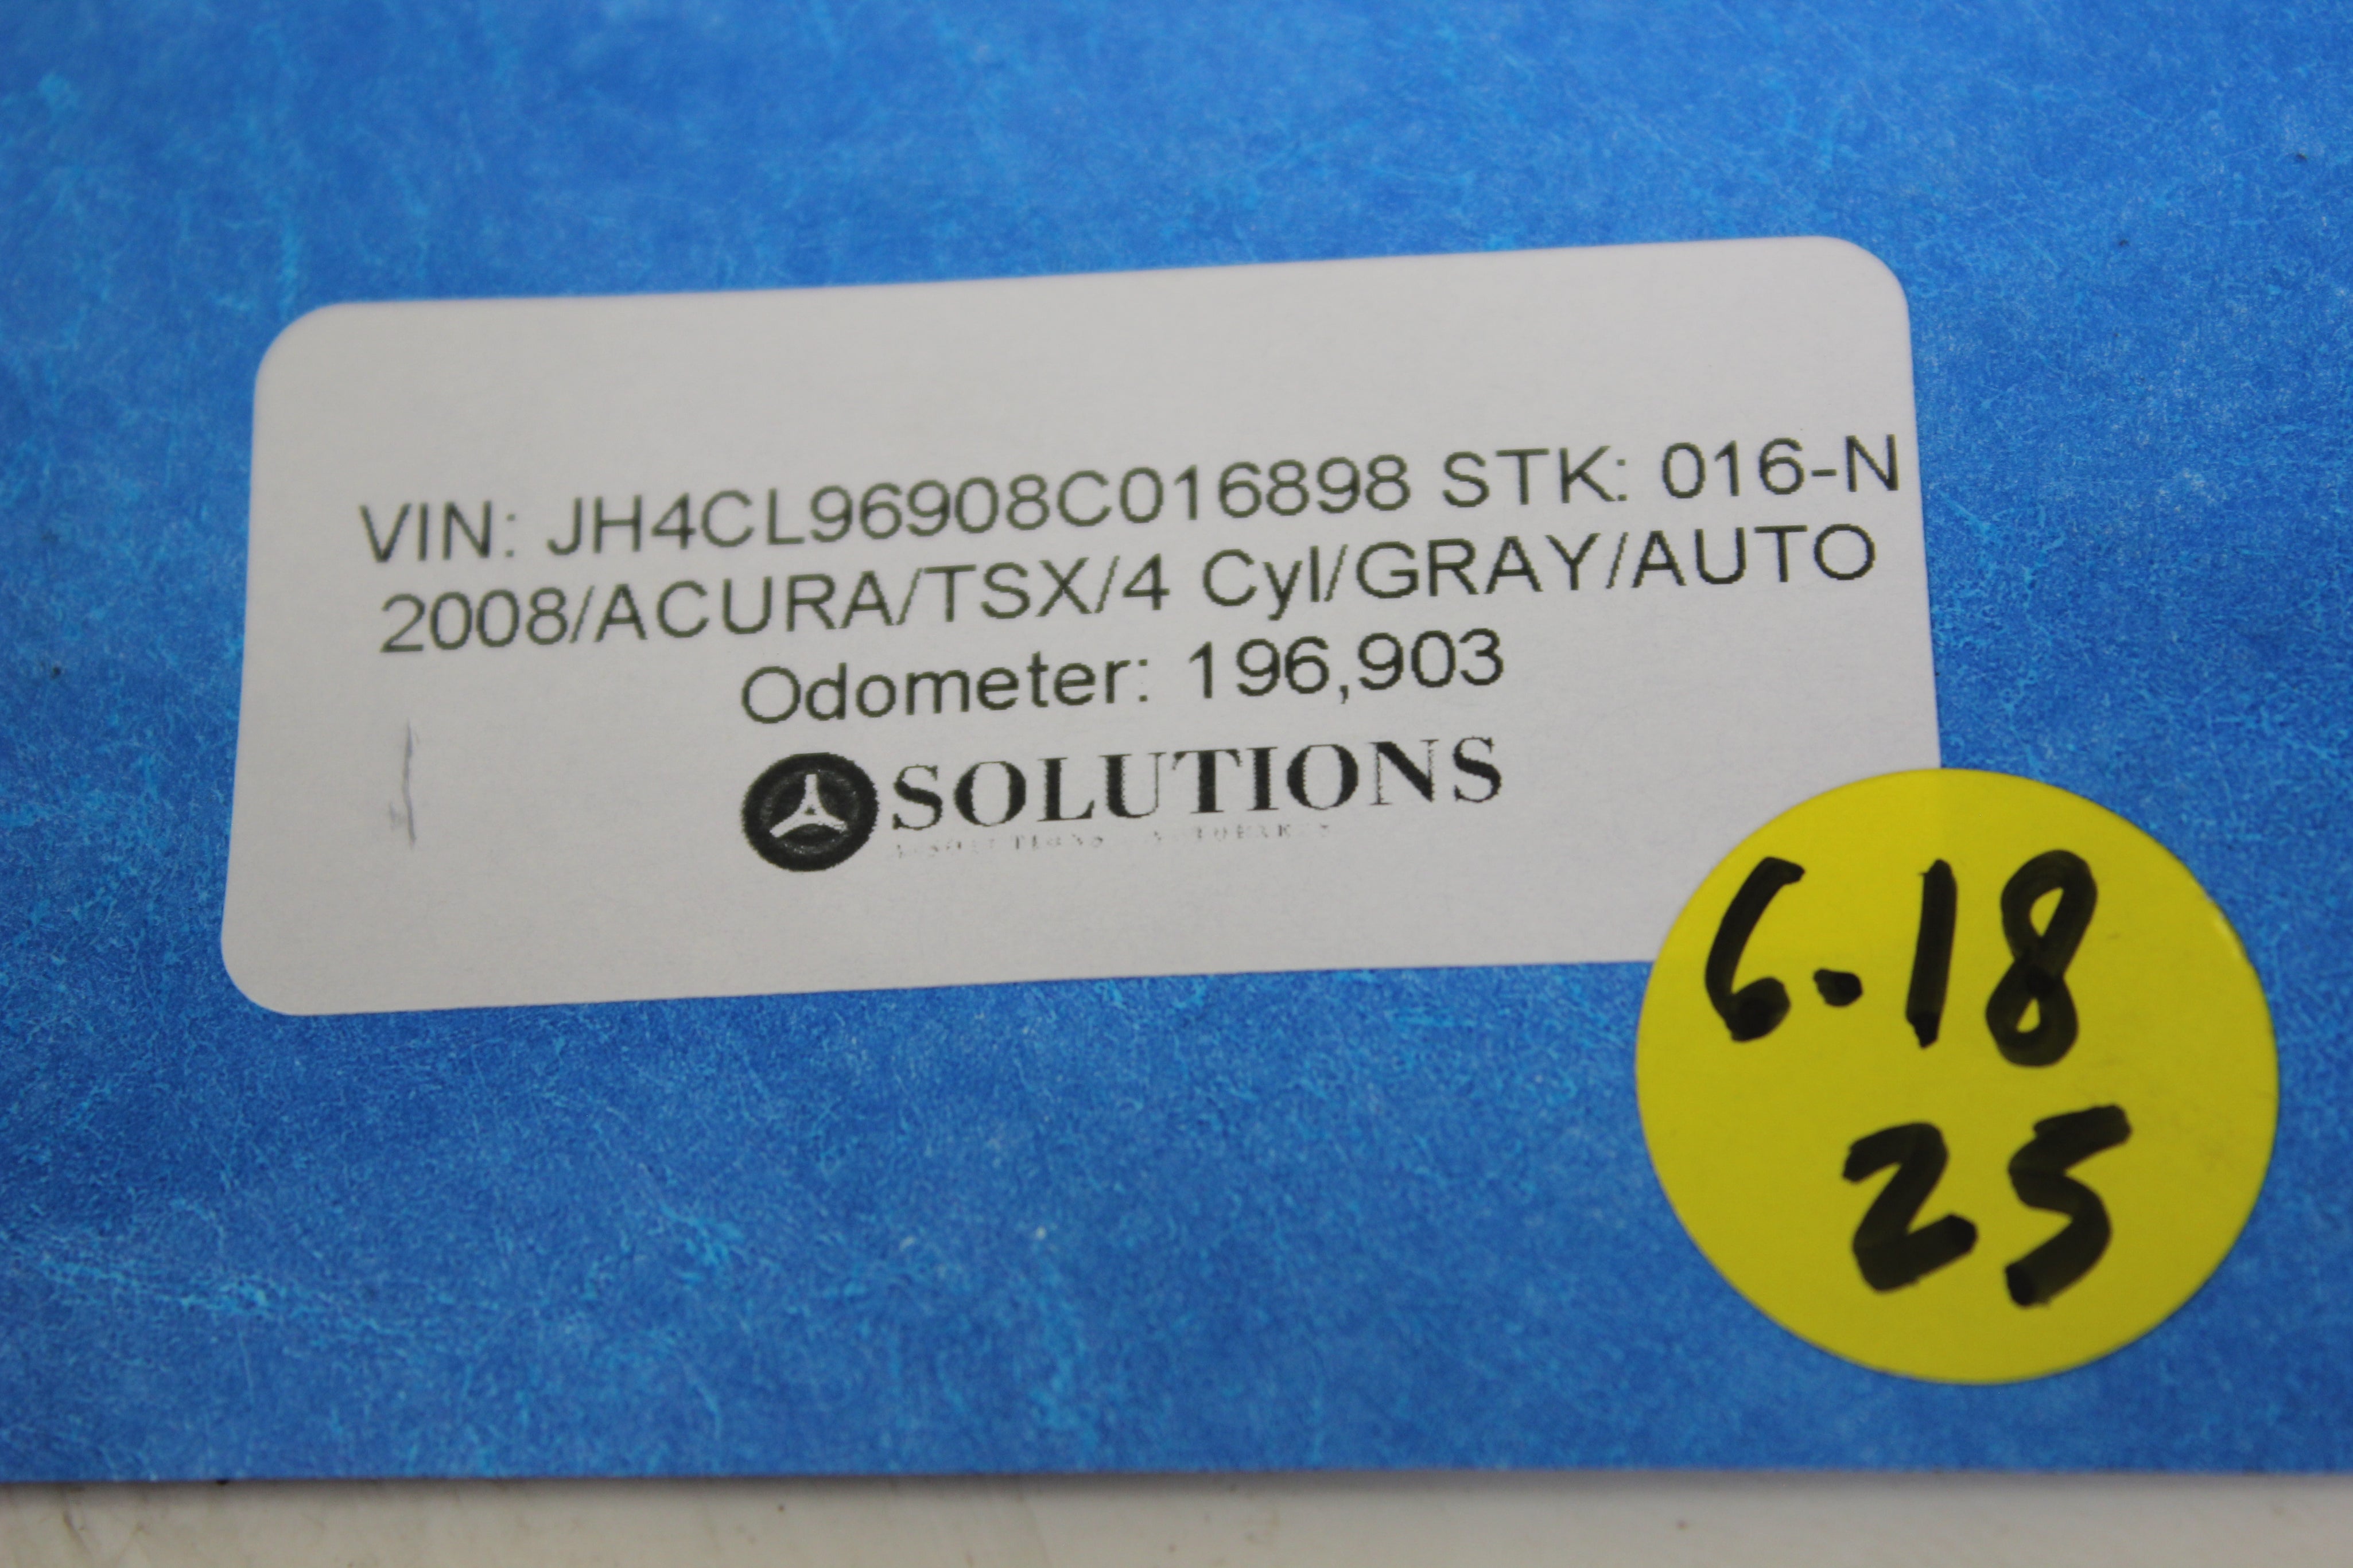 VIN: JH4CL96908C016898 STK: 016-N
2008/ACURA/TSX/4 Cyl/GRAY/AUTO
Odometer: 196,903
SOLUTIONS
6.18
25